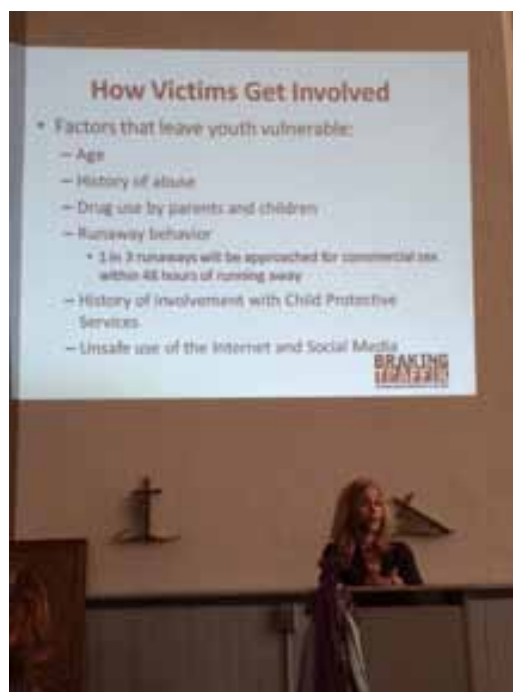 How Victims Get Involved
• Factors that leave youth vulnerable:
– Age
– History of abuse
– Drug use by parents and children
– Runaway behavior
• 1 in 3 runaways will be approached for commercial sex
within 48 hours of running away
– History of involvement with Child Protective
Services
– Unsafe use of the Internet and Social Media
BRAKING
TRAFFIK